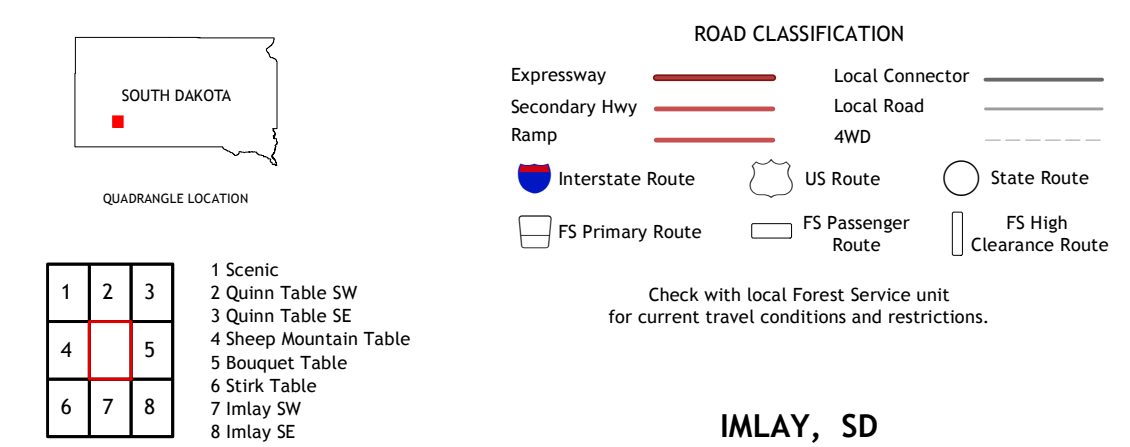 SOUTH DAKOTA
QUADRANGLE LOCATION
1 2 3
4 5
6 7 8
1 Scenic
2 Quinn Table SW
3 Quinn Table SE
4 Sheep Mountain Table
5 Bouquet Table
6 Stirk Table
7 Imlay SW
8 Imlay SE
ROAD CLASSIFICATION
Expressway
Secondary Hwy
Ramp
Local Connector
Local Road
4WD
Interstate Route
US Route
State Route
FS Primary Route
FS Passenger
Route
FS High
Clearance Route
Check with local Forest Service unit
for current travel conditions and restrictions.
IMLAY, SD